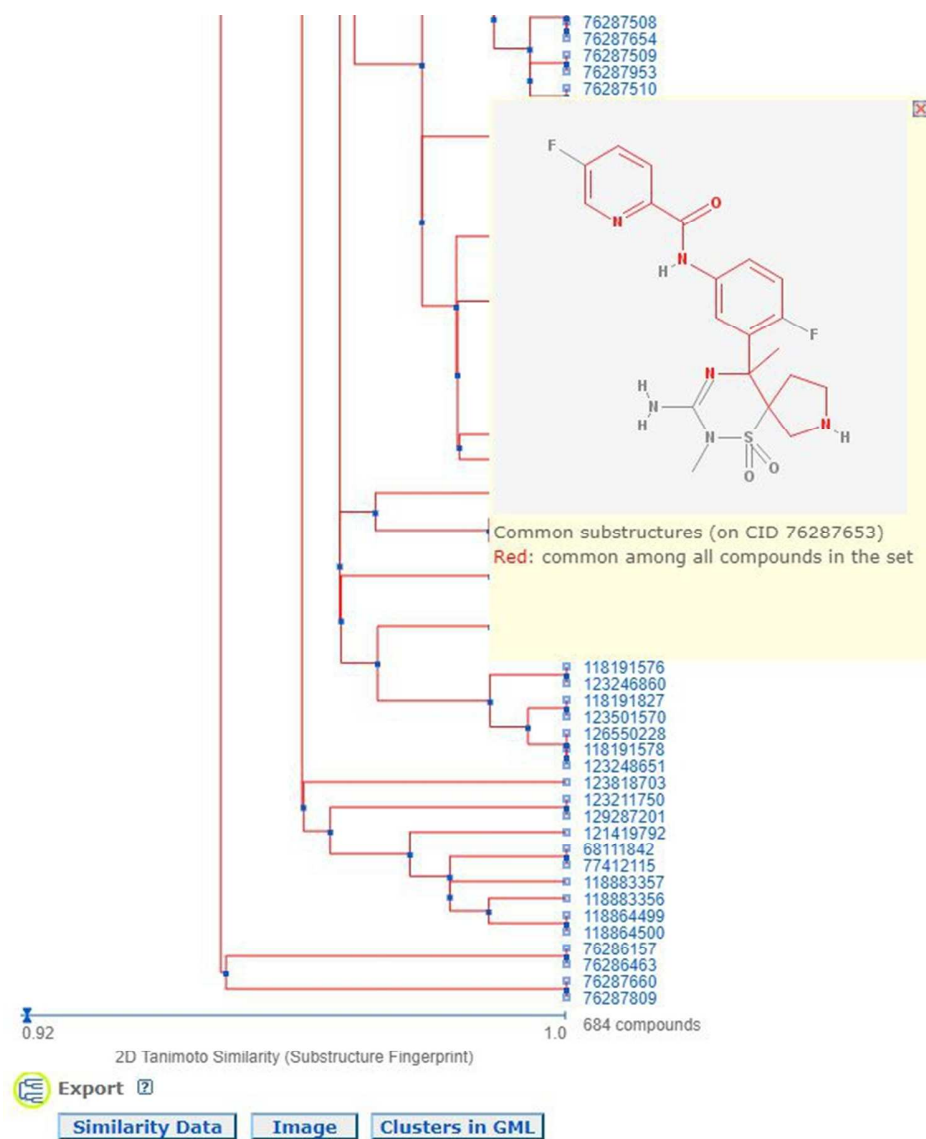 76287508
76287654
76287509
76287953
76287510
F
O
N
N
H
F
N
H
N
H
N
S
N
H
O
O
Common substructures (on CID 76287653)
Red: common among all compounds in the set
118191576
123246860
118191827
123501570
126550228
118191578
123248651
123818703
123211750
129287201
121419792
68111842
77412115
118883357
118883356
118864499
118864500
76286157
76286463
76287660
76287809
0.92
1.0
684 compounds
2D Tanimoto Similarity (Substructure Fingerprint)
Export ?
Similarity Data Image Clusters in GML